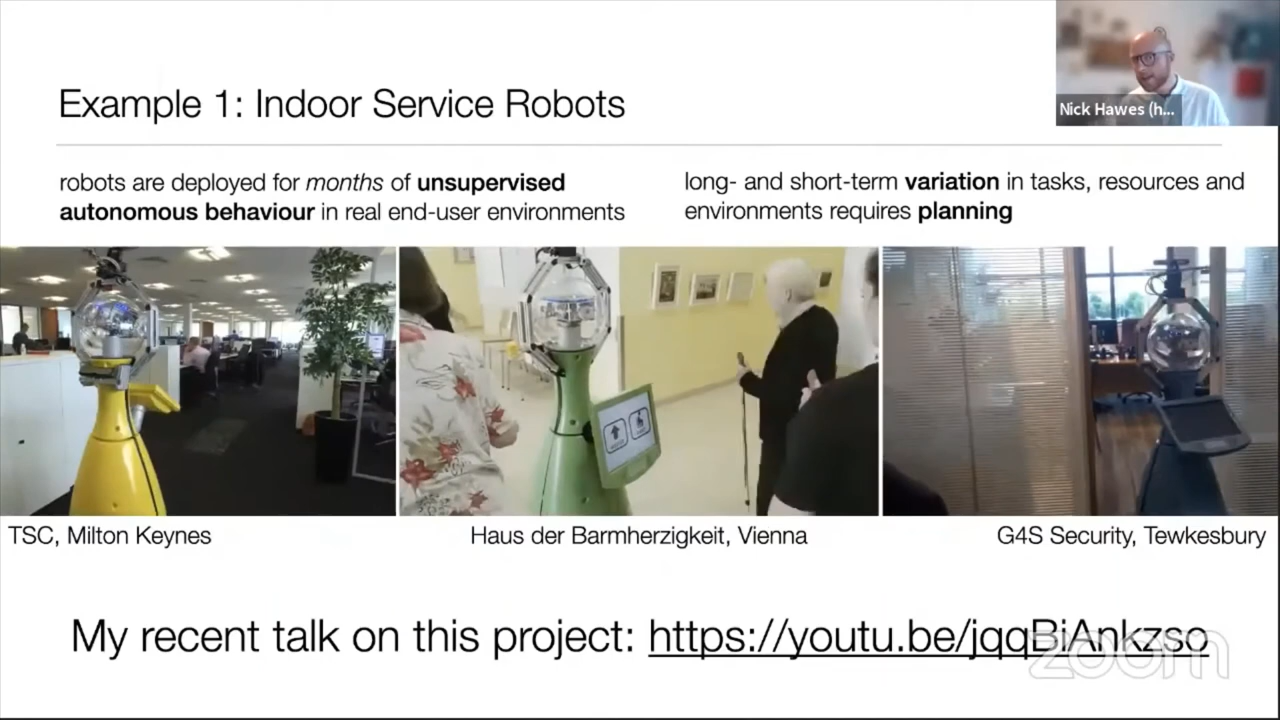 Example 1: Indoor Service Robots
Nick Hawes (h...
robots are deployed for months of unsupervised
autonomous behaviour in real end-user environments
long- and short-term variation in tasks, resources and
environments requires planning
TSC, Milton Keynes
Haus der Barmherzigkeit, Vienna
G4S Security, Tewkesbury
My recent talk on this project: https://youtu.be/jqqBiAnkzso
zoom